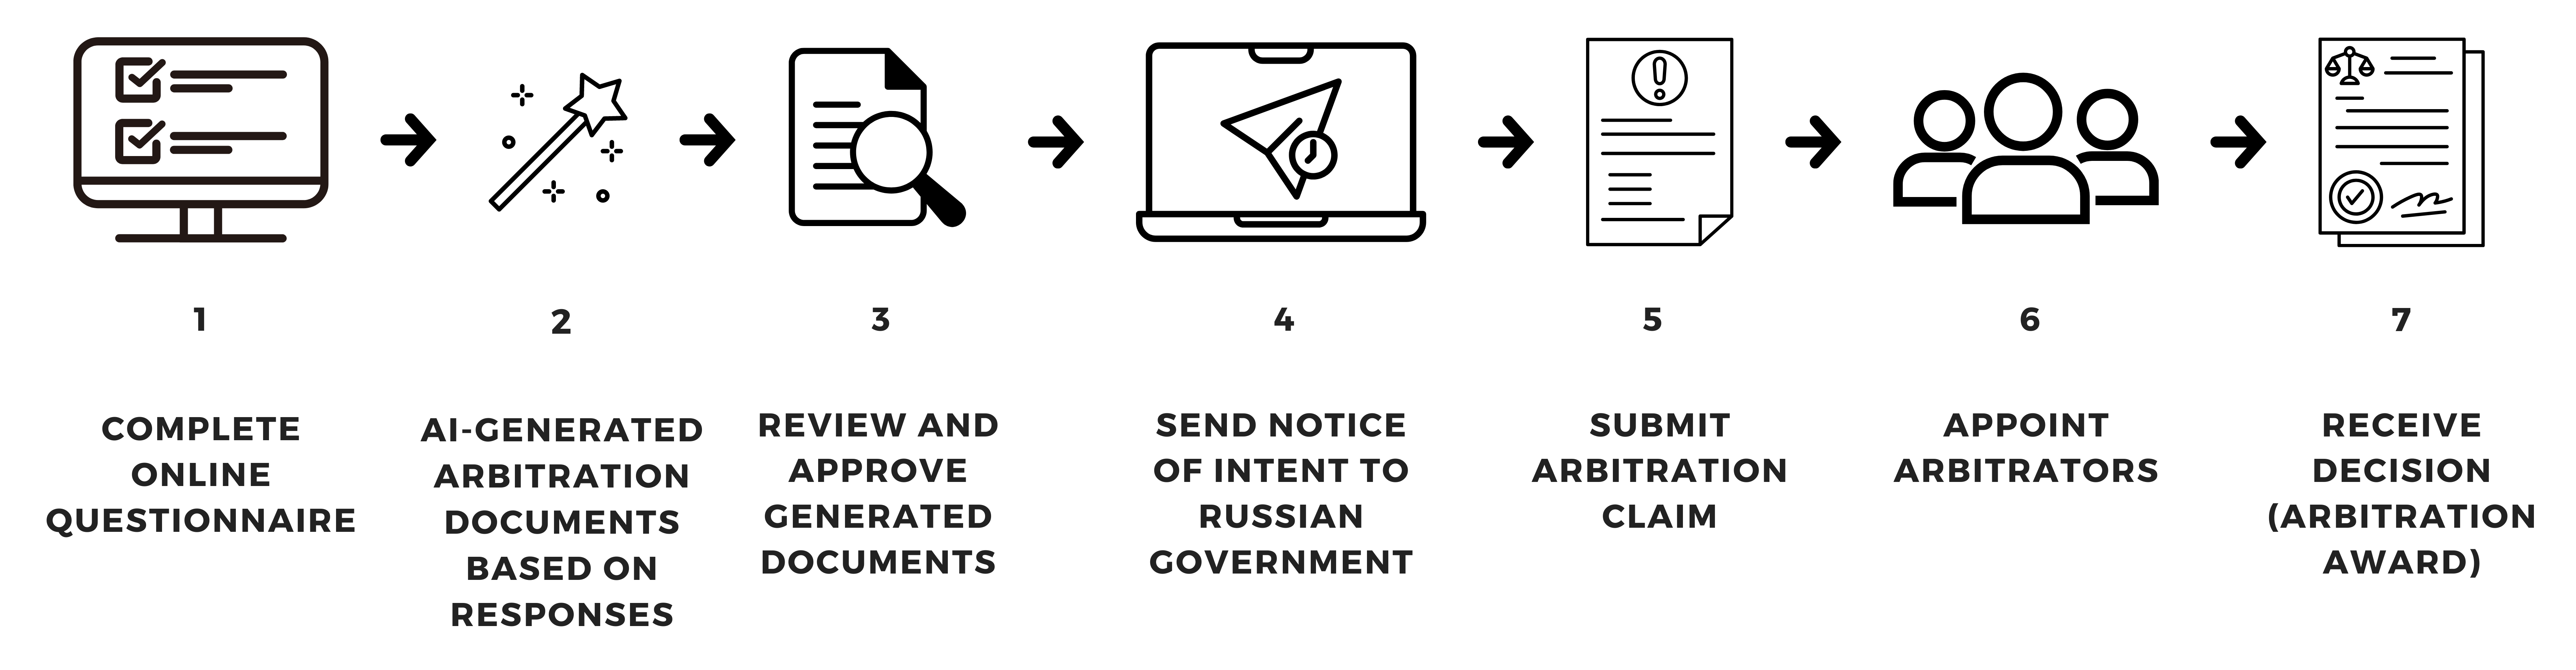 1
COMPLETE
ONLINE
QUESTIONNAIRE
2
AI-GENERATED
ARBITRATION
DOCUMENTS
BASED ON
RESPONSES
3
REVIEW AND
APPROVE
GENERATED
DOCUMENTS
4
SEND NOTICE
OF INTENT TO
RUSSIAN
GOVERNMENT
5
SUBMIT
ARBITRATION
CLAIM
6
APPOINT
ARBITRATORS
7
RECEIVE
DECISION
(ARBITRATION
AWARD)